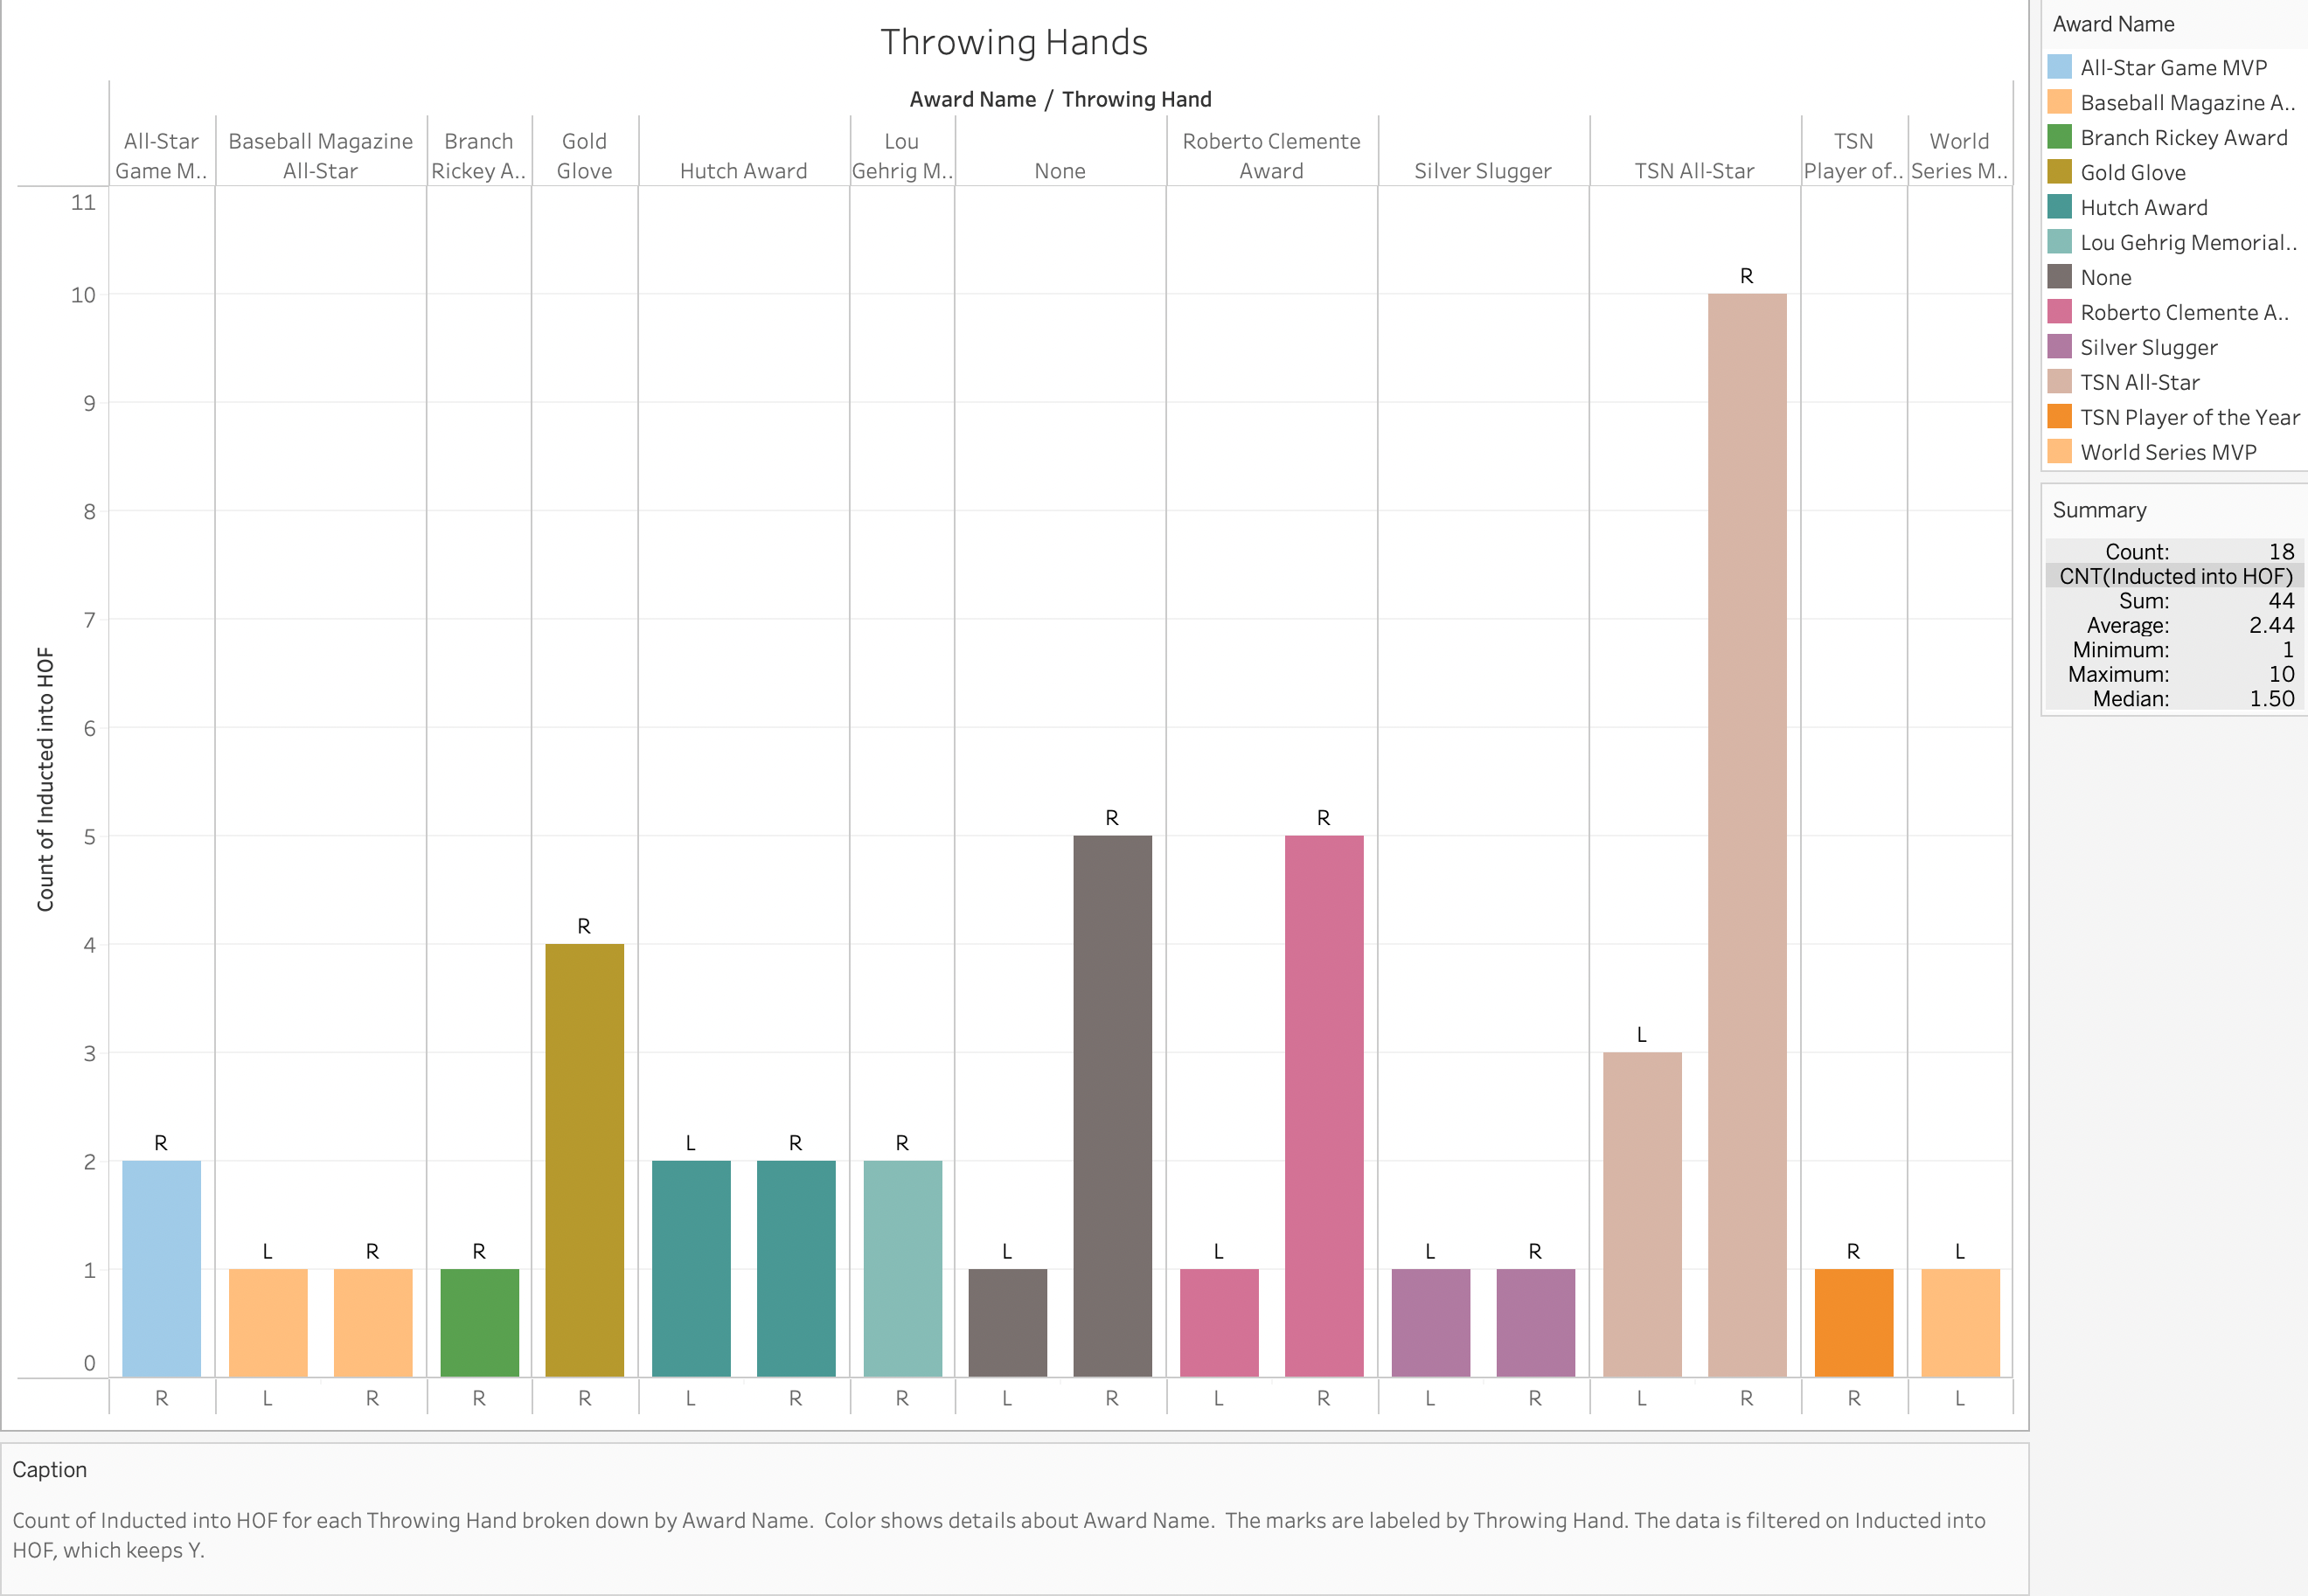 Throwing Hands
Award Name / Throwing Hand
All-Star
Game M..
Baseball Magazine
All-Star
Branch
Rickey A..
Gold
Glove
Hutch Award
Lou
Gehrig M..
None
Roberto Clemente
Award
Silver Slugger
TSN All-Star
TSN
Player of..
World
Series M..
Count of Inducted into HOF
11
10
9
8
7
6
5
4
3
2
1
0
R
L
R
R
R
L
R
R
L
R
L
R
L
R
L
R
R
L
R
L
R
R
R
L
R
R
L
R
L
R
L
R
L
R
R
L
Award Name
All-Star Game MVP
Baseball Magazine A..
Branch Rickey Award
Gold Glove
Hutch Award
Lou Gehrig Memorial..
None
Roberto Clemente A..
Silver Slugger
TSN All-Star
TSN Player of the Year
World Series MVP
Summary
Count: 18
CNT(Inducted into HOF)
Sum: 44
Average: 2.44
Minimum: 1
Maximum: 10
Median: 1.50
Caption
Count of Inducted into HOF for each Throwing Hand broken down by Award Name.  Color shows details about Award Name.  The marks are labeled by Throwing Hand. The data is filtered on Inducted into
HOF, which keeps Y.